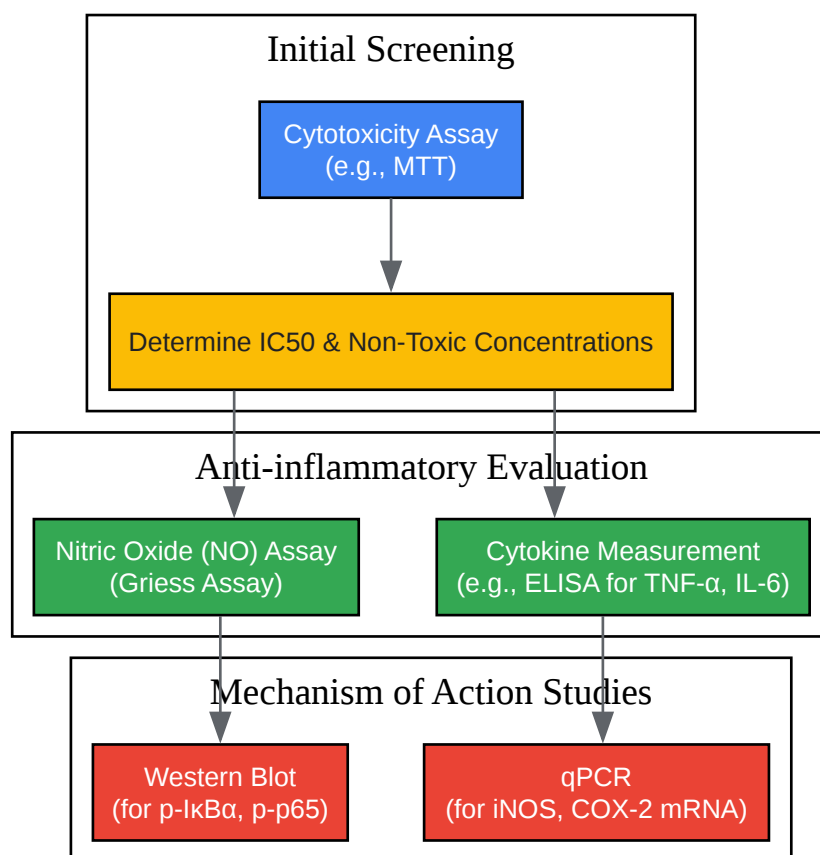 Initial Screening
Cytotoxicity Assay
(e.g., MTT)
Determine IC50 & Non-Toxic Concentrations
Anti-inflammatory Evaluation
Nitric Oxide (NO) Assay
(Griess Assay)
Cytokine Measurement
(e.g., ELISA for TNF-α, IL-6)
Mechanism of Action Studies
Western Blot
(for p-IκBα, p-p65)
qPCR
(for iNOS, COX-2 mRNA)